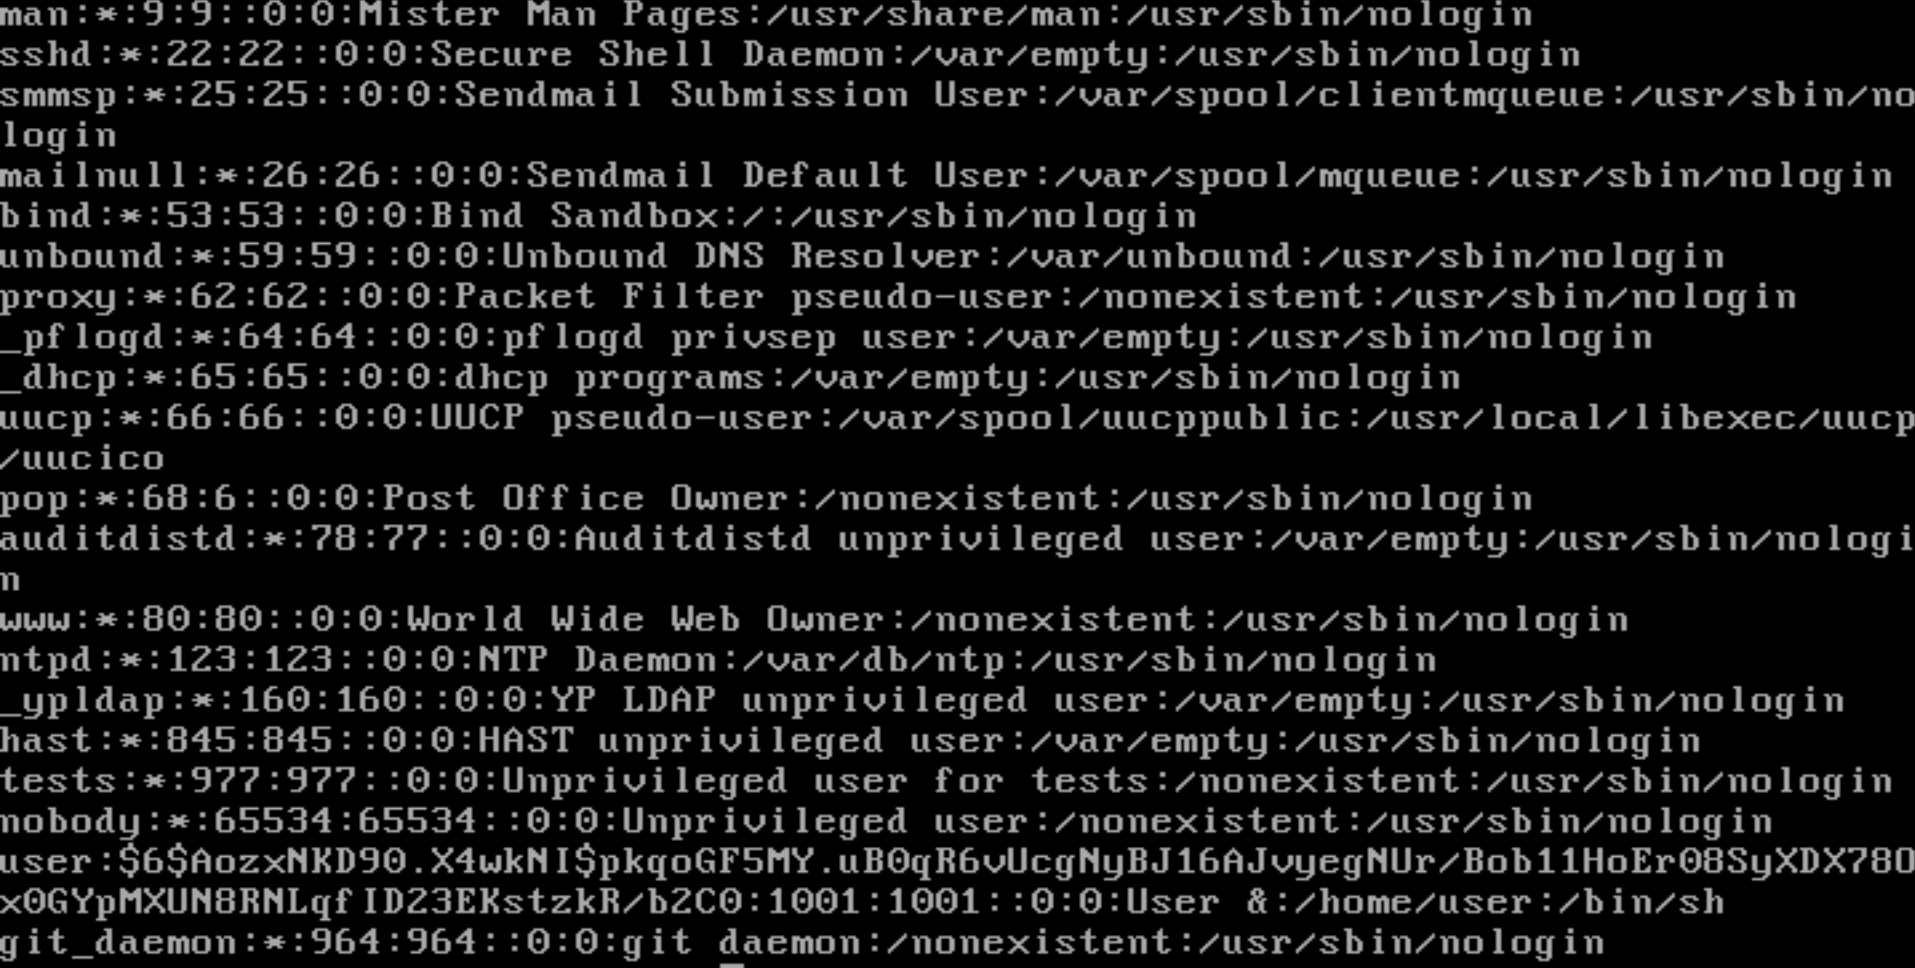 man:*:9:9::0:0:Mister Man Pages:/usr/share/man:/usr/sbin/nologin
sshd:*:22:22::0:0:Secure Shell Daemon:/var/empty:/usr/sbin/nologin
smmsp:*:25:25::0:0:Sendmail Submission User:/var/spool/clientmqueue:/usr/sbin/no
login
mailnull:*:26:26::0:0:Sendmail Default User:/var/spool/mqueue:/usr/sbin/nologin
bind:*:53:53::0:0:Bind Sandbox:/:/usr/sbin/nologin
unbound:*:59:59::0:0:Unbound DNS Resolver:/var/unbound:/usr/sbin/nologin
proxy:*:62:62::0:0:Packet Filter pseudo-user:/nonexistent:/usr/sbin/nologin
_pflogd:*:64:64::0:0:pflogd privsep user:/var/empty:/usr/sbin/nologin
_dhcp:*:65:65::0:0:dhcp programs:/var/empty:/usr/sbin/nologin
uucp:*:66:66::0:0:UUCP pseudo-user:/var/spool/uucppublic:/usr/local/libexec/uucp
/uucico
pop:*:68:6::0:0:Post Office Owner:/nonexistent:/usr/sbin/nologin
auditdistd:*:78:77::0:0:Auditdistd unprivileged user:/var/empty:/usr/sbin/nologi
n
www:*:80:80::0:0:World Wide Web Owner:/nonexistent:/usr/sbin/nologin
ntpd:*:123:123::0:0:NTP Daemon:/var/db/ntp:/usr/sbin/nologin
_ypldap:*:160:160::0:0:YP LDAP unprivileged user:/var/empty:/usr/sbin/nologin
hast:*:845:845::0:0:HAST unprivileged user:/var/empty:/usr/sbin/nologin
tests:*:977:977::0:0:Unprivileged user for tests:/nonexistent:/usr/sbin/nologin
nobody:*:65534:65534::0:0:Unprivileged user:/nonexistent:/usr/sbin/nologin
user:$6$AozxNKD90.X4wkNI$pkqoGF5MY.uB0qR6vUcgNyBJ16AJvyegNUr/Bob11HoEr08SyXDX78O
x0GYpMXUN8RNLqfID23EKstzkR/b2C0:1001:1001::0:0:User &:/home/user:/bin/sh
git_daemon:*:964:964::0:0:git daemon:/nonexistent:/usr/sbin/nologin